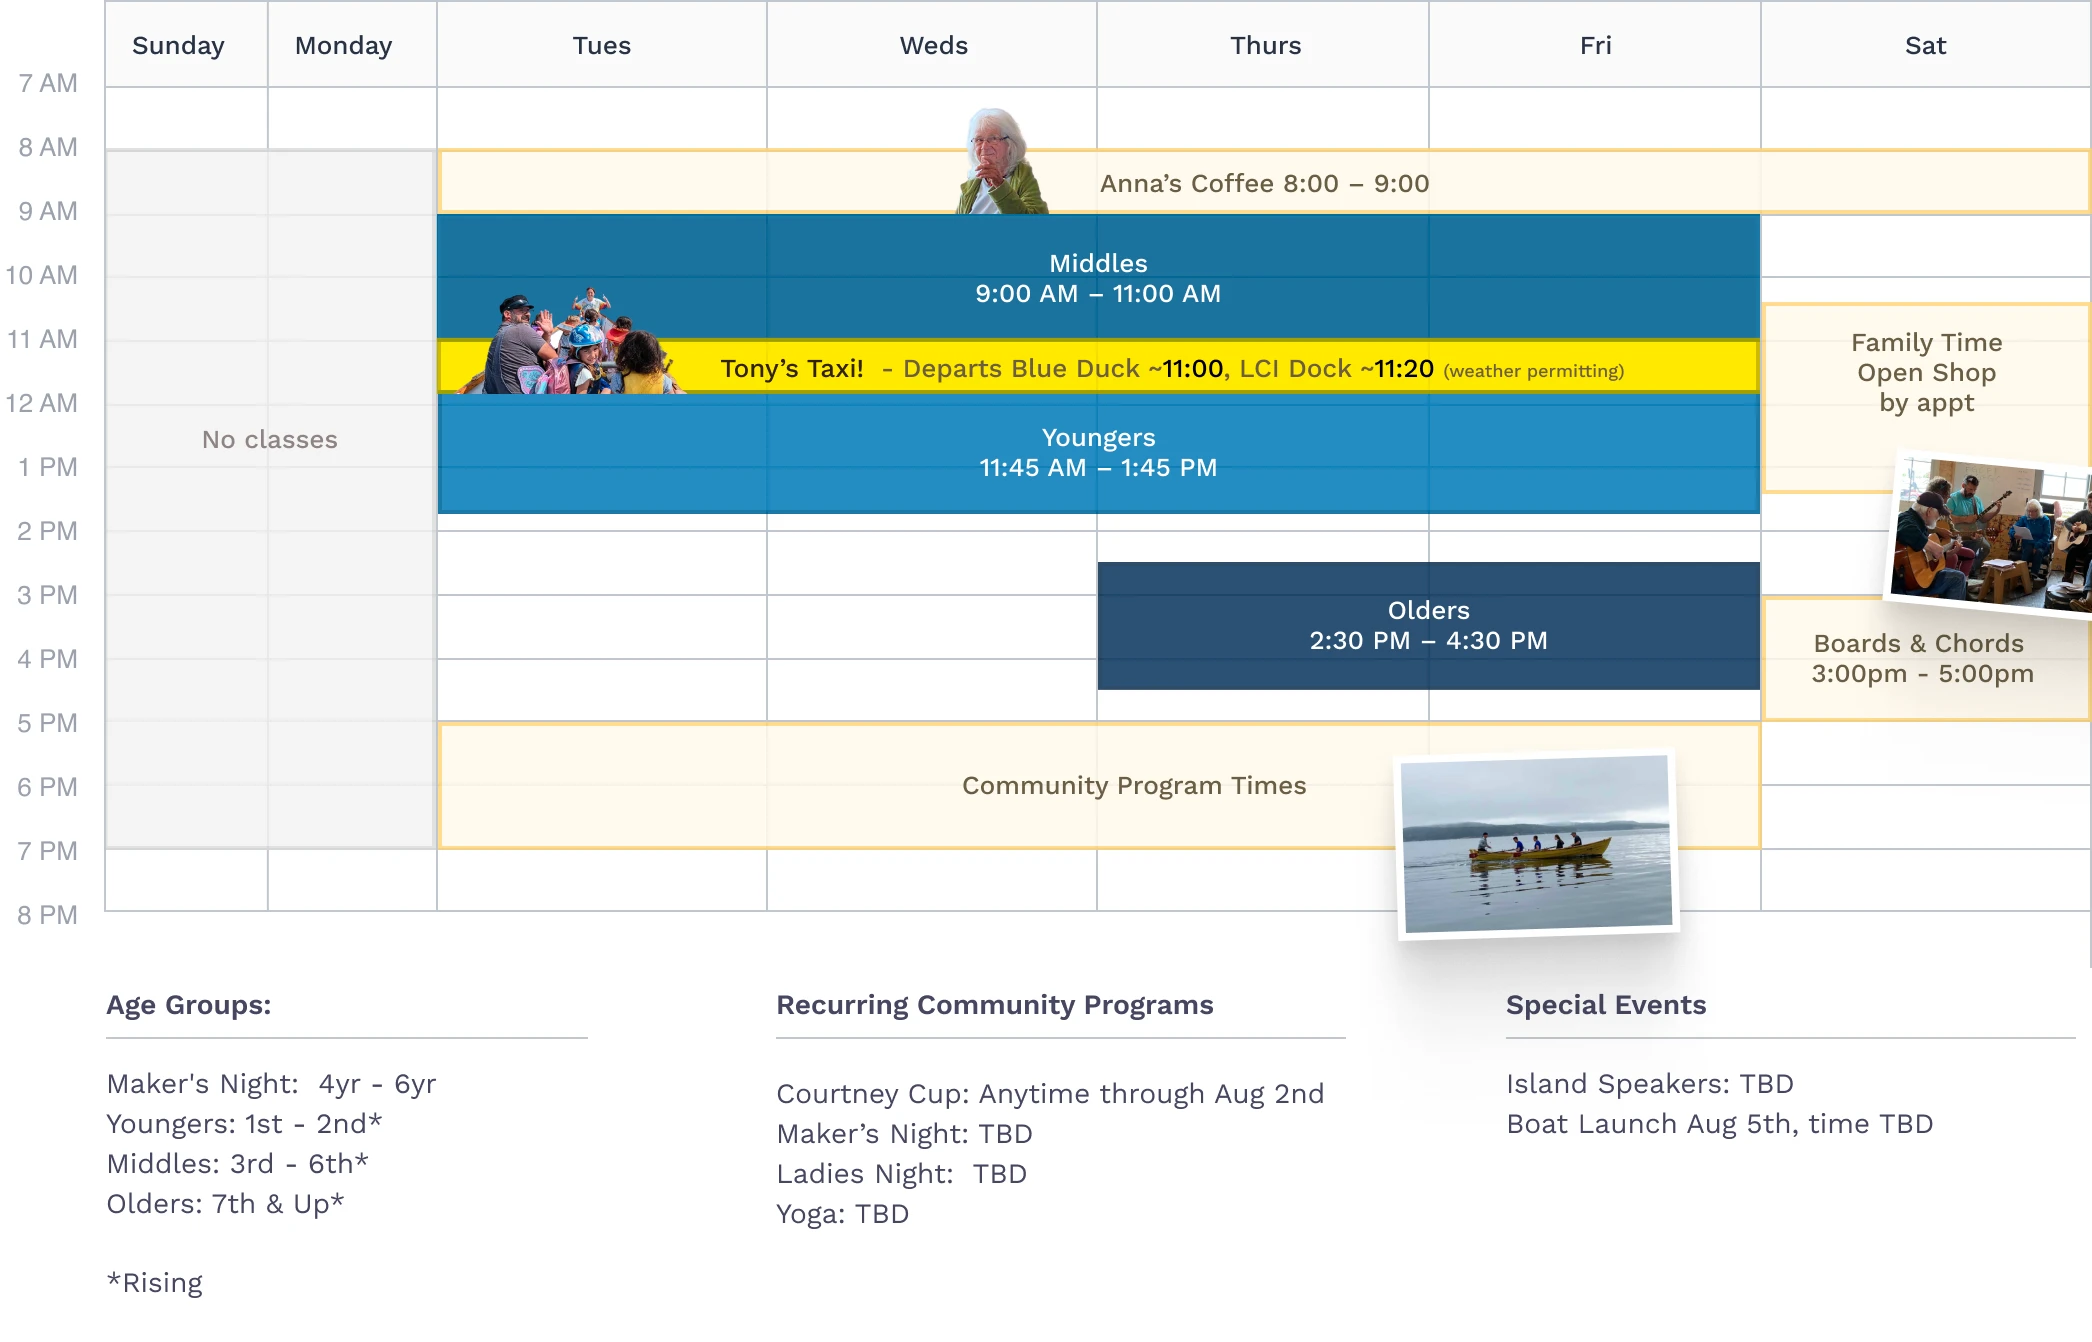 Sunday
Monday
Tues
Weds
Thurs
Fri
Sat
7 AM
8 AM
Anna’s Coffee 8:00 – 9:00
9 AM
Middles
10 AM
9:00 AM – 11:00 AM
11 AM
Family Time
Tony’s Taxi! - Departs Blue Duck ~11:00, LCI Dock ~11:20 (weather permitting)
Open Shop
12 AM
by appt
No classes
Youngers
1 PM
11:45 AM – 1:45 PM
2 PM
3 PM
Olders
2:30 PM – 4:30 PM
Boards & Chords
4 PM
3:00pm - 5:00pm
5 PM
6 PM
Community Program Times
7 PM
8 PM
Age Groups:
Maker's Night:  4yr - 6yr
Youngers: 1st - 2nd*
Middles: 3rd - 6th*
Olders: 7th & Up*
*Rising
Recurring Community Programs
Courtney Cup: Anytime through Aug 2nd
Maker’s Night: TBD
Ladies Night:  TBD
Yoga: TBD
Special Events
Island Speakers: TBD
Boat Launch Aug 5th, time TBD